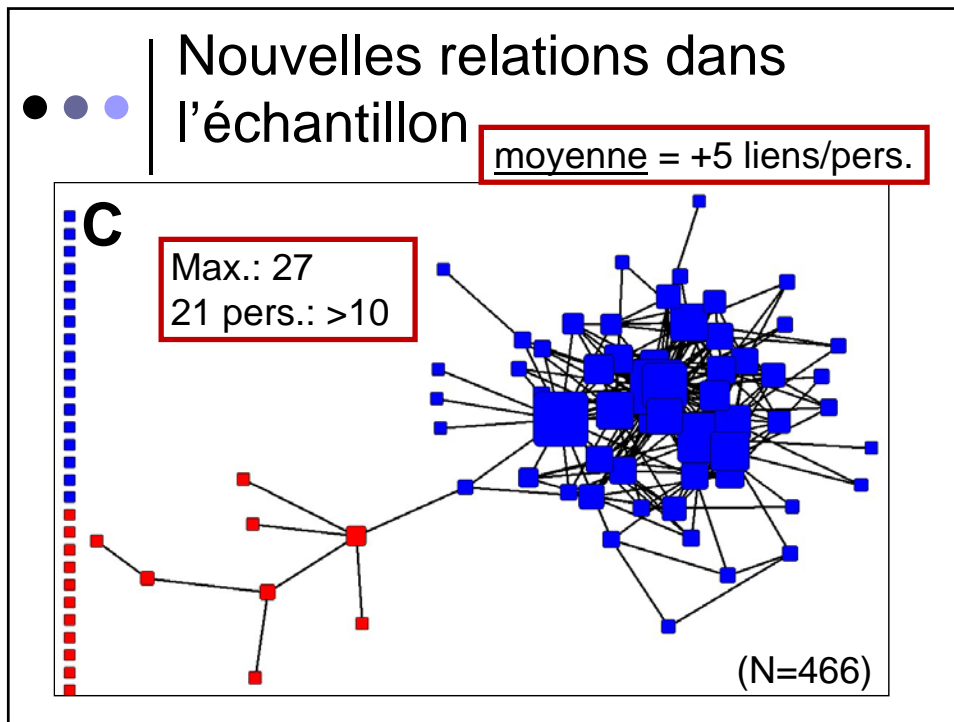 Nouvelles relations dans
l'échantillon
moyenne = +5 liens/pers.
C
Max.: 27
21 pers.: >10
(N=466)